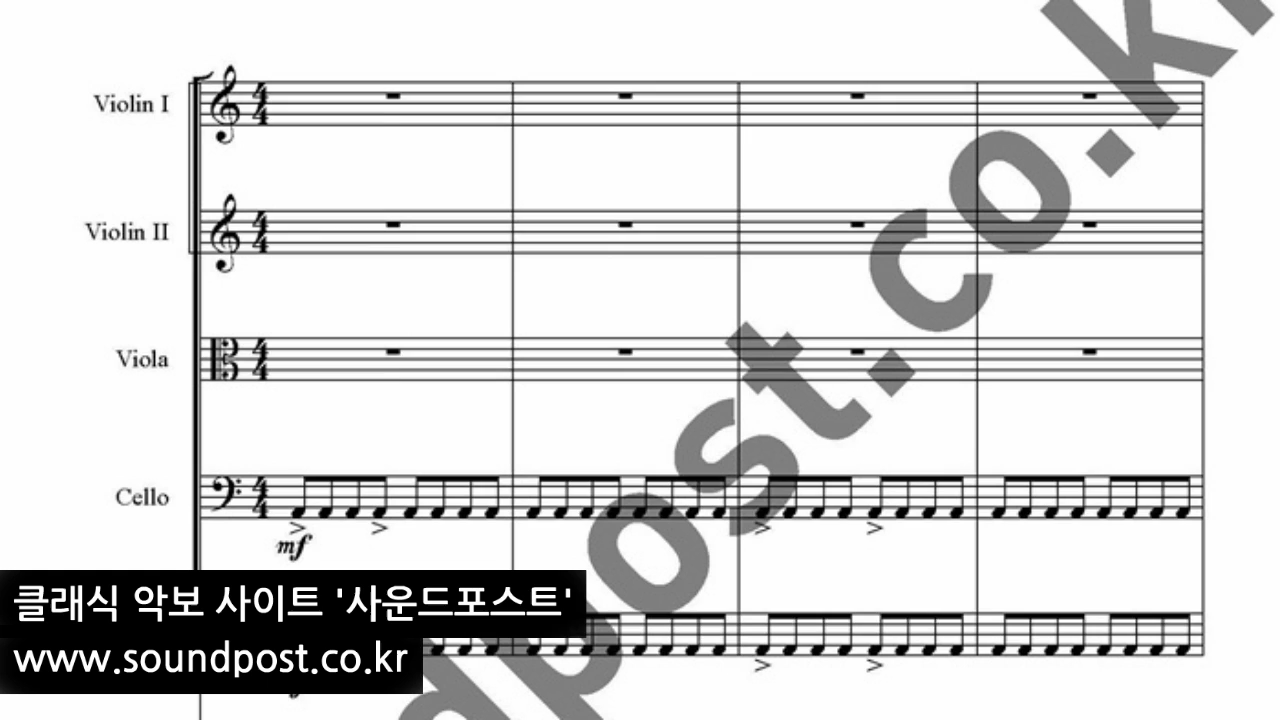 Violin I
Violin II
Viola
Cello
mf
클래식 악보 사이트 '사운드포스트'
www.soundpost.co.kr
dpost.co.kr